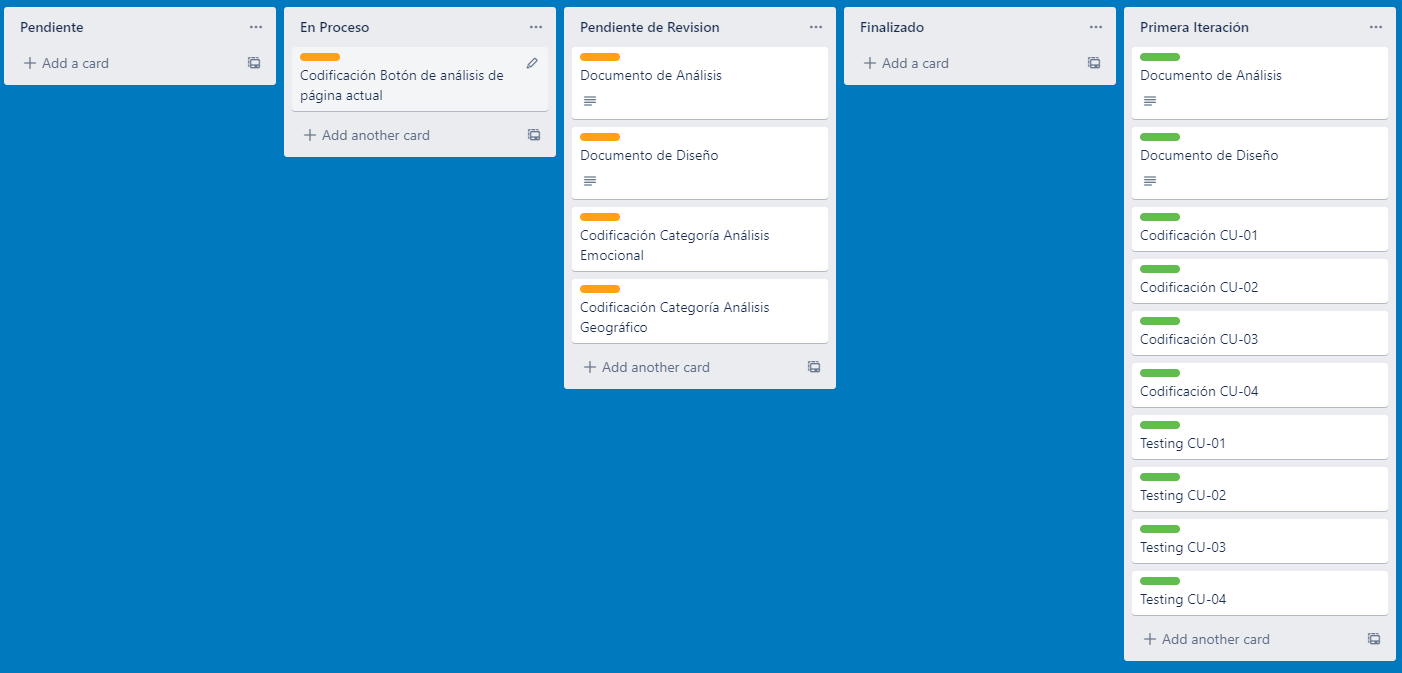 Pendiente
Add a card
En Proceso
Codificación Botón de análisis de
página actual
Add another card
Pendiente de Revision
Documento de Análisis
Documento de Diseño
Codificación Categoría Análisis
Emocional
Codificación Categoría Análisis
Geográfico
Add another card
Finalizado
Add a card
Primera Iteración
Documento de Análisis
Documento de Diseño
Codificación CU-01
Codificación CU-02
Codificación CU-03
Codificación CU-04
Testing CU-01
Testing CU-02
Testing CU-03
Testing CU-04
Add another card